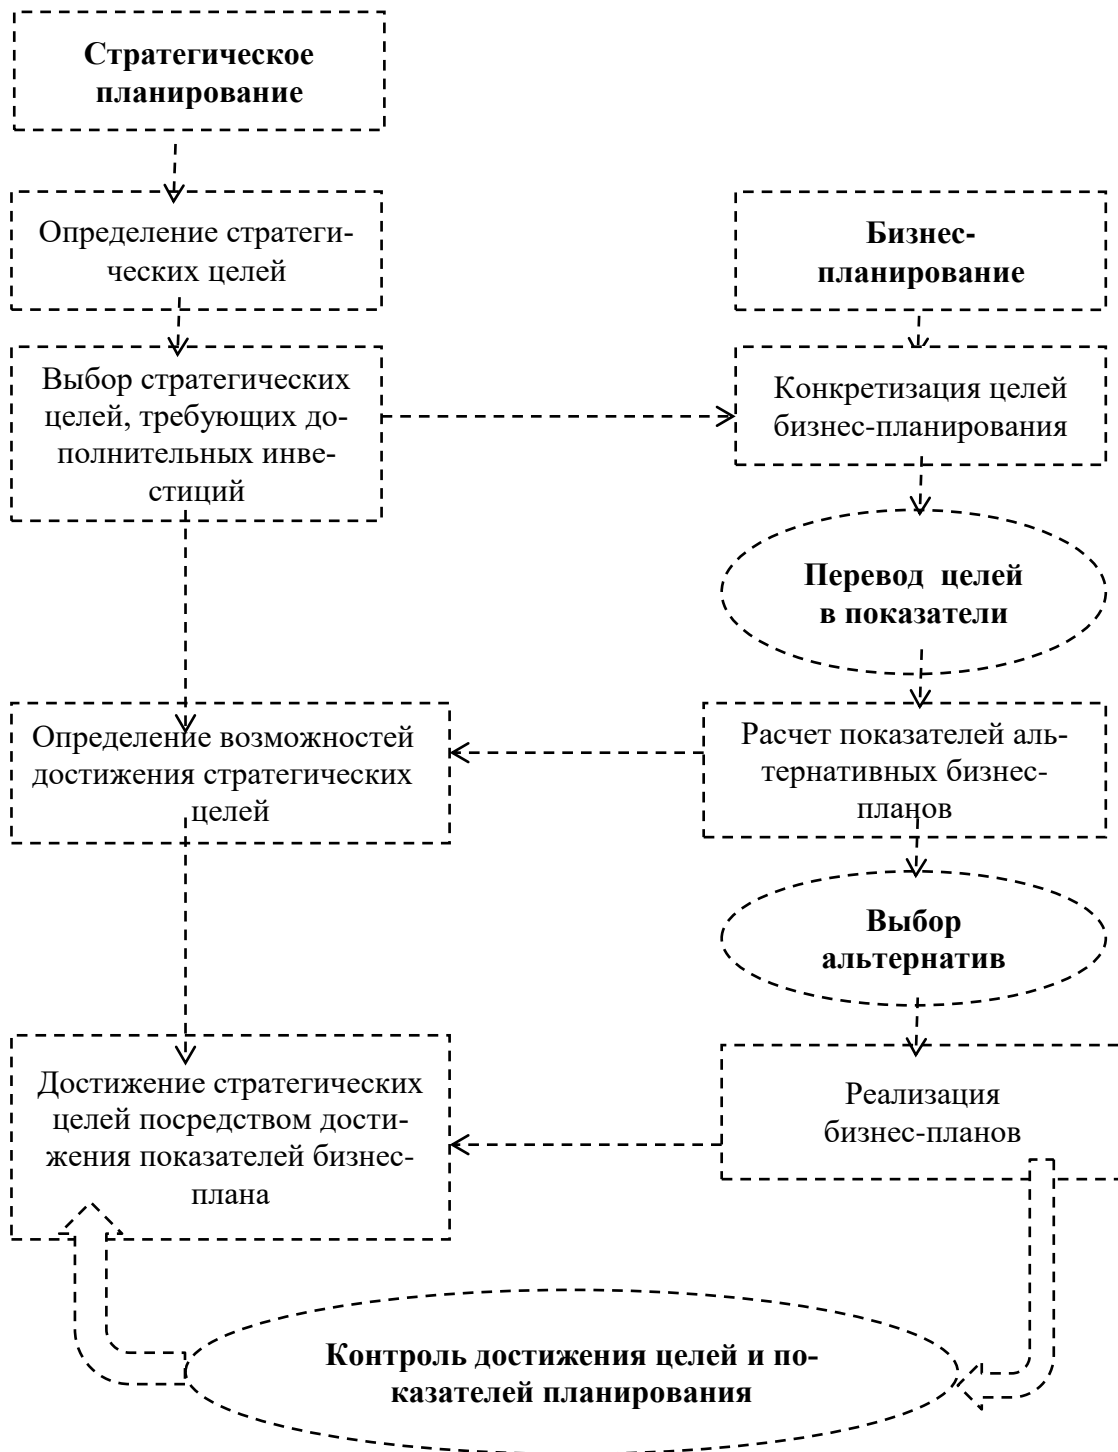 Стратегическое
планирование
Определение стратеги-
ческих целей
Бизнес-
планирование
Выбор стратегических
целей, требующих до-
полнительных инве-
стиций
Конкретизация целей
бизнес-планирования
Перевод целей
в показатели
Определение возможностей
достижения стратегических
целей
Расчет показателей аль-
тернативных бизнес-
планов
Выбор
альтернатив
Достижение стратегических
целей посредством дости-
жения показателей бизнес-
плана
Реализация
бизнес-планов
Контроль достижения целей и по-
казателей планирования